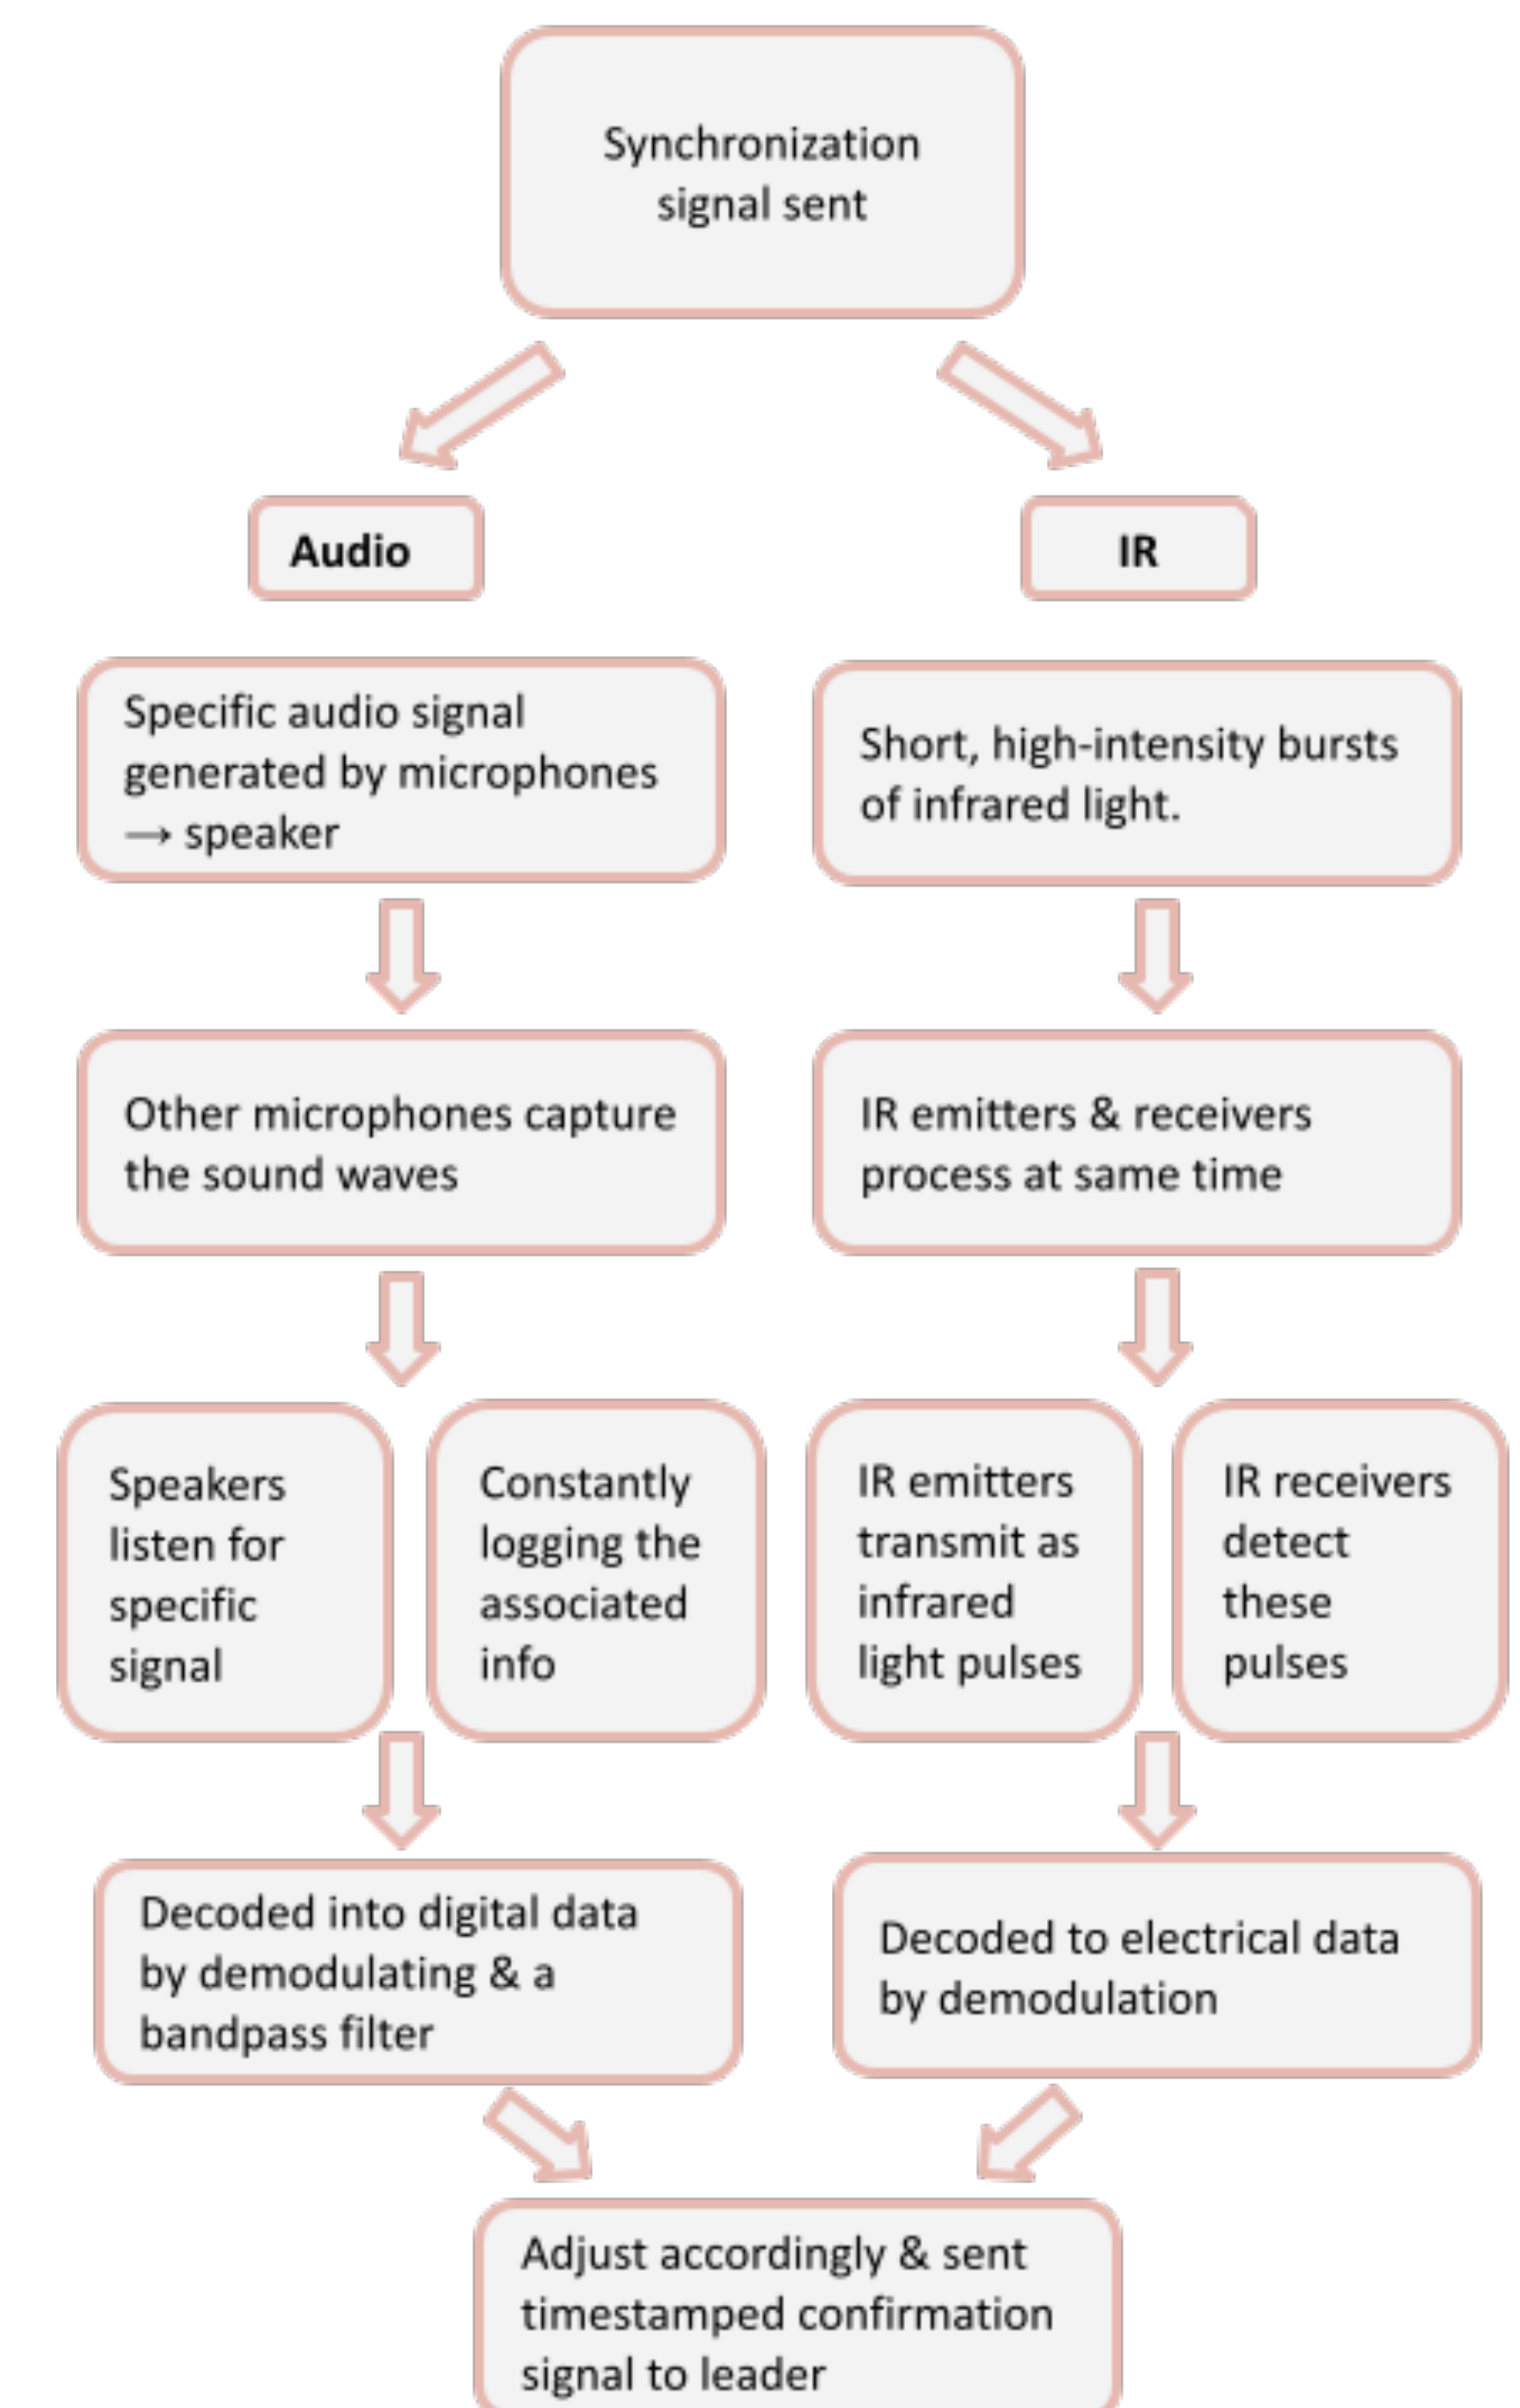 Synchronization
signal sent
Audio
IR
Specific audio signal
generated by microphones
→ speaker
Short, high-intensity bursts
of infrared light.
Other microphones capture
the sound waves
IR emitters & receivers
process at same time
Speakers
listen for
specific
signal
Constantly
logging the
associated
info
IR emitters
transmit as
infrared
light pulses
IR receivers
detect
these
pulses
Decoded into digital data
by demodulating & a
bandpass filter
Decoded to electrical data
by demodulation
Adjust accordingly & sent
timestamped confirmation
signal to leader